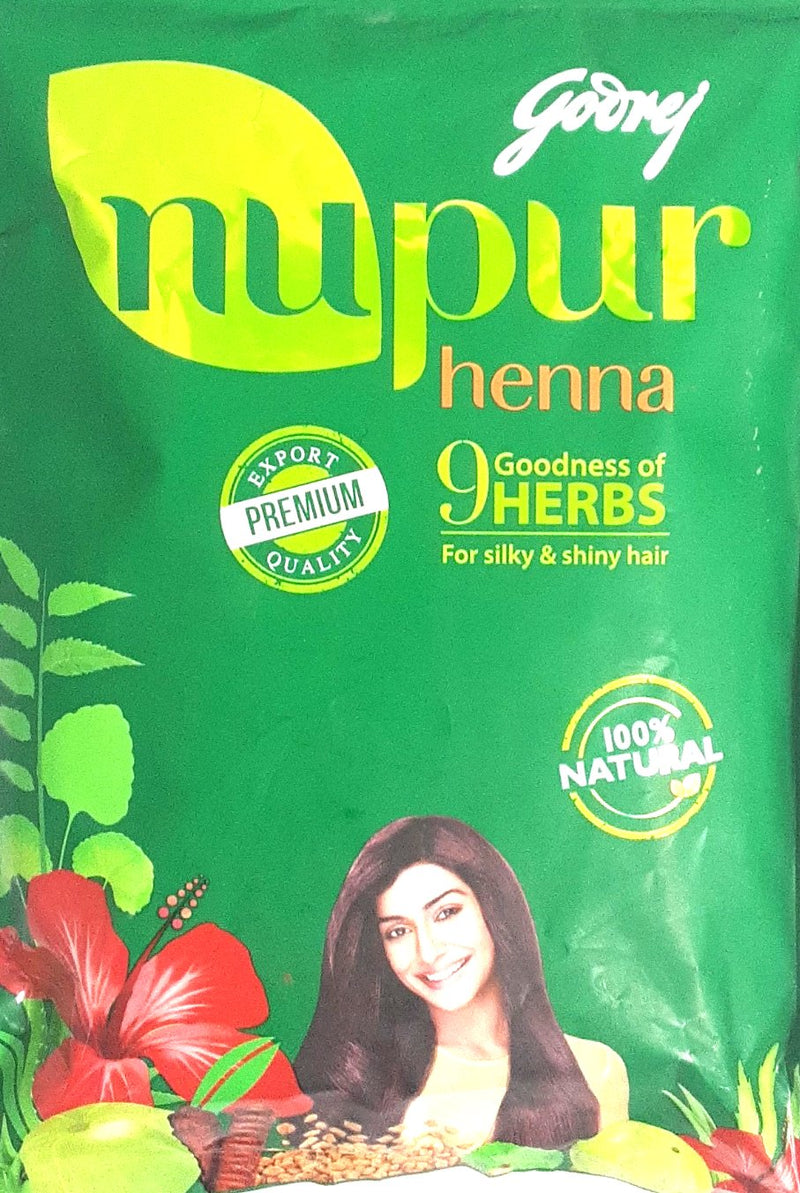 Godrej
nupur
henna
EXPORT
PREMIUM
QUALITY
9 Goodness of
HERBS
For silky & shiny hair
100%
NATURAL